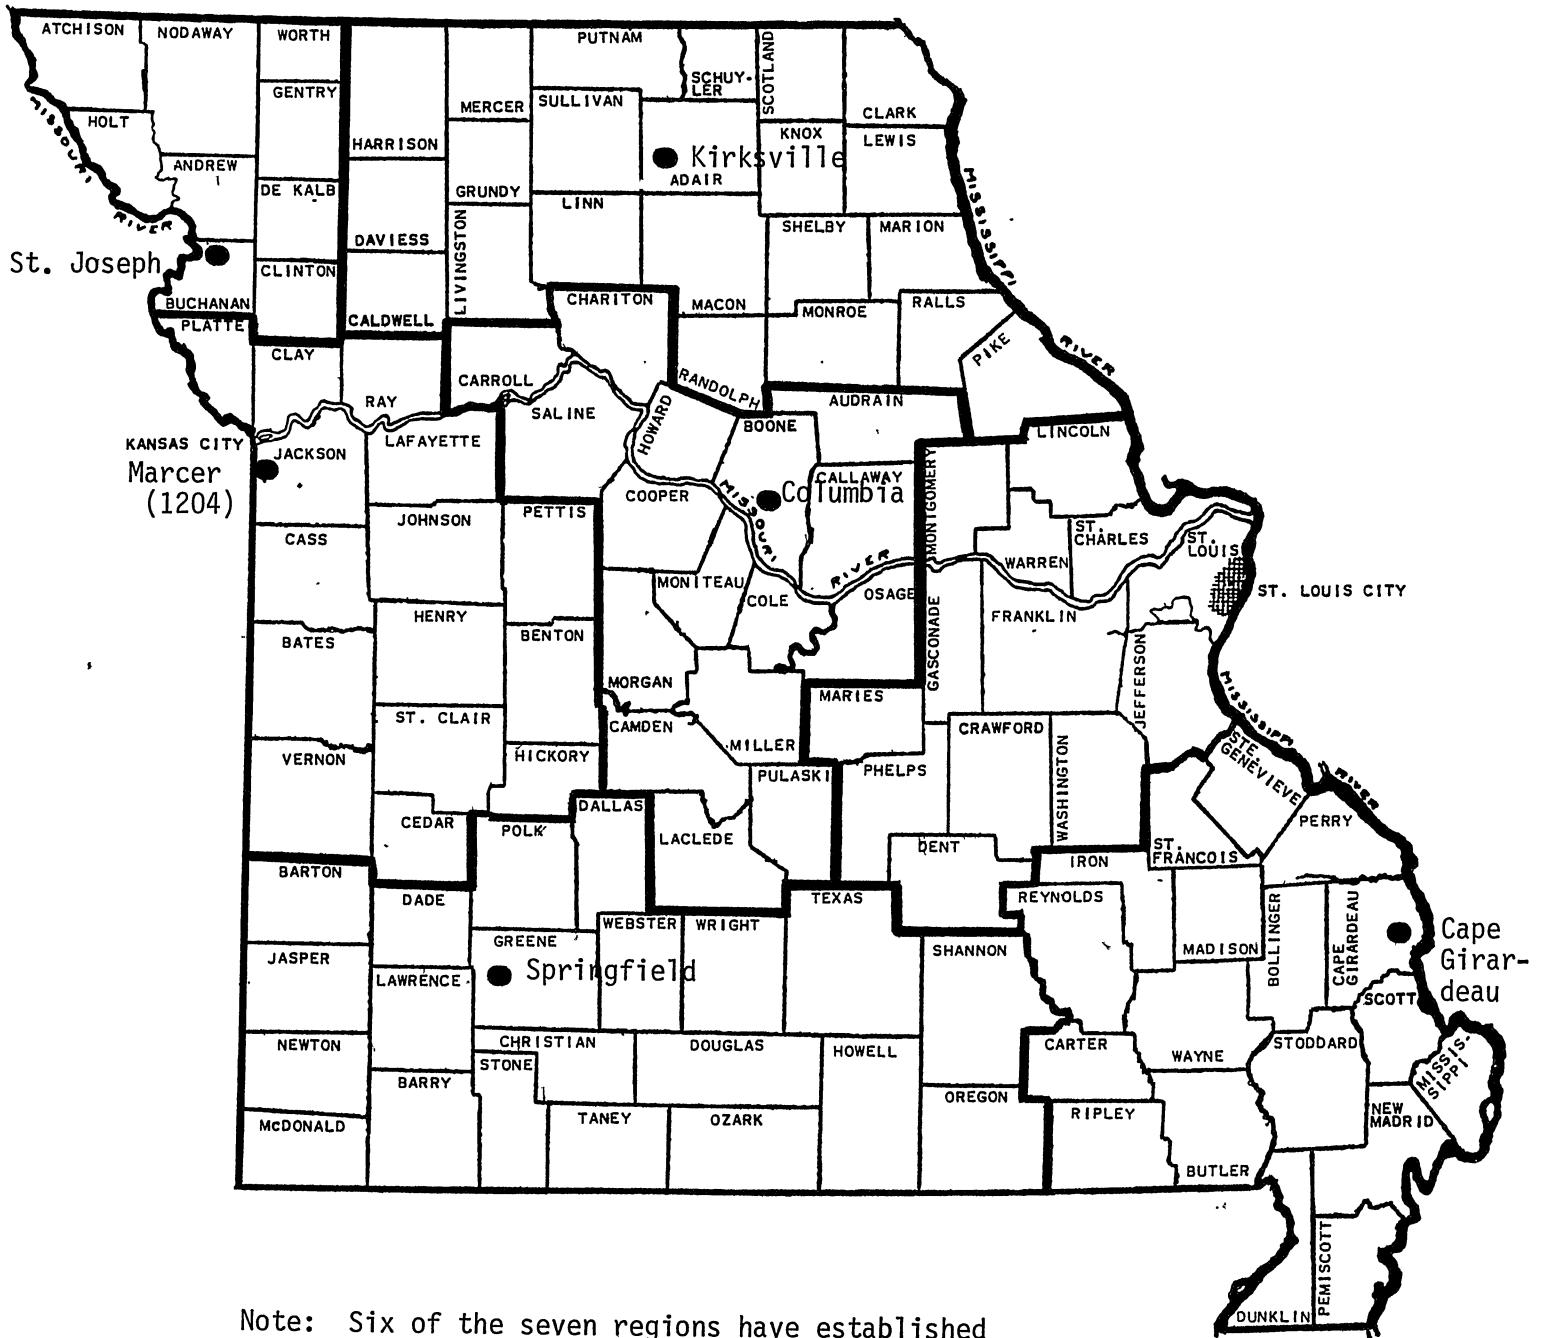 ATCHISON
NODAWAY
WORTH
PUTNAM
SCHUY-
LER
SCOTLAND
CLARK
GENTRY
MERCER
SULLIVAN
HOLT
HARRISON
KNOX
LEWIS
MISSOURI
RIVER
ANDREW
DE KALB
GRUNDY
Kirksville
ADAIR
LINN
MISSISSIPPI
RIVER
DAVIESS
LIVINGSTON
SHELBY
MARION
St. Joseph
CLINTON
BUCHANAN
CHARITON
MACON
MONROE
RALLS
PLATTE
CALDWELL
CLAY
PIKE
CARROLL
RANDOLPH
RAY
SALINE
HOWARD
AUDRAIN
BOONE
LINCOLN
KANSAS CITY
Marcer
(1204)
JACKSON
LAFAYETTE
COOPER
MISSOURI
RIVER
Columbia
CALLAWAY
MONTGOMERY
JOHNSON
PETTIS
CASS
ST.
CHARLES
ST.
LOUIS
WARREN
ST. LOUIS CITY
MONITEAU
COLE
OSAGE
GASCONADE
FRANKLIN
HENRY
BENTON
BATES
JEFFERSON
MORGAN
MARIES
MISSISSIPPI
RIVER
ST. CLAIR
CAMDEN
MILLER
CRAWFORD
WASHINGTON
STE.
GENEVIEVE
VERNON
HICKORY
PULASKI
PHELPS
DALLAS
CEDAR
POLK
LACLEDE
DENT
ST.
FRANCOIS
PERRY
IRON
BARTON
DADE
TEXAS
REYNOLDS
WEBSTER
WRIGHT
BOLLINGER
CAPE
GIRARDEAU
Cape
Girar-
deau
GREENE
SHANNON
MADISON
JASPER
LAWRENCE
Springfield
SCOTT
NEWTON
CHRISTIAN
DOUGLAS
HOWELL
CARTER
WAYNE
STODDARD
MISSIS-
SIPPI
STONE
BARRY
OREGON
RIPLEY
NEW
MADRID
McDONALD
TANEY
OZARK
BUTLER
PEMISCOTT
DUNKLIN
Note: Six of the seven regions have established